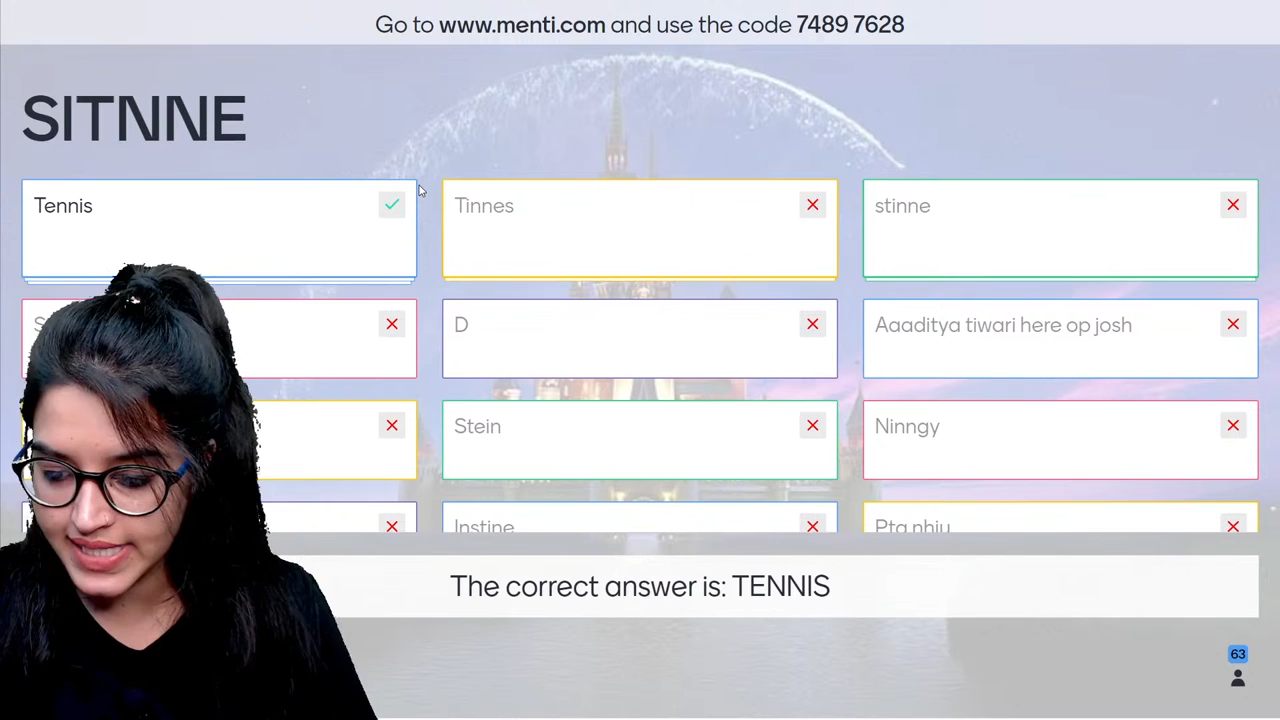 Go to www.menti.com and use the code 7489 7628
SITNNE
Tennis
Tinnes
stinne
D
Aaaditya tiwari here op josh
Stein
Ninngy
Instine
Pta nhiu
The correct answer is: TENNIS
63